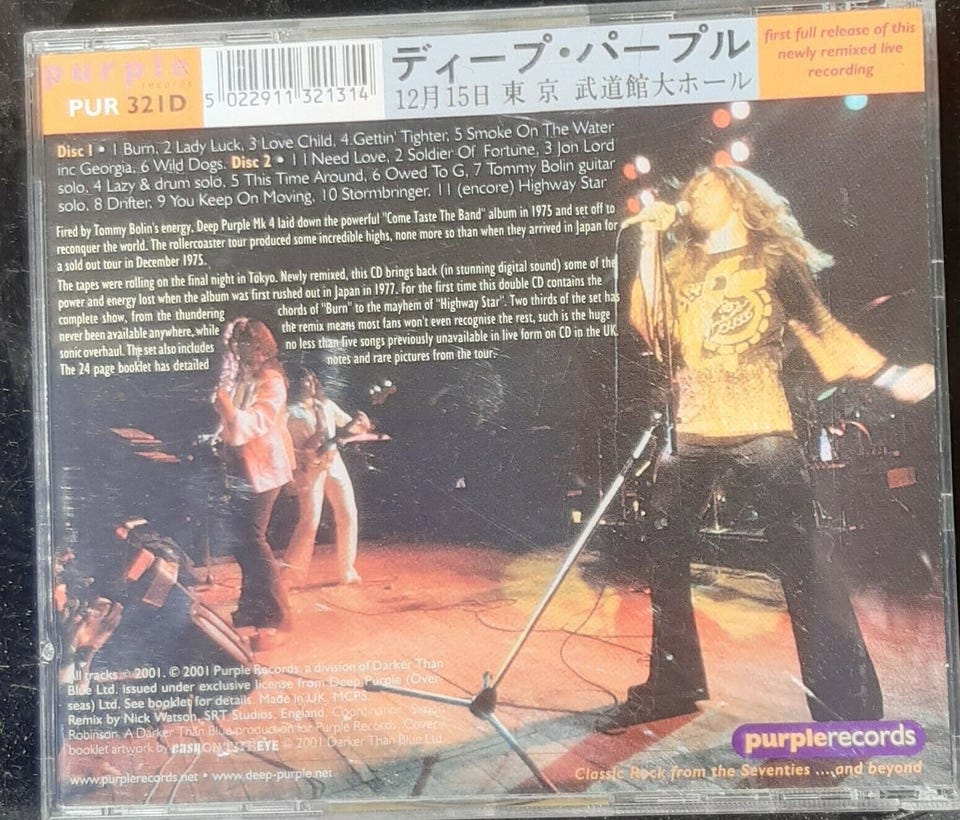 purple
records
PUR 321D
5 022911 321314
ディープ・パープル
12月15日 東京 武道館大ホール
first full release of this
newly remixed live
recording
Disc 1 • 1 Burn, 2 Lady Luck, 3 Love Child, 4 Gettin' Tighter, 5 Smoke On The Water
inc Georgia, 6 Wild Dogs. Disc 2 • 1 I Need Love, 2 Soldier Of Fortune, 3 Jon Lord
solo, 4 Lazy & drum solo, 5 This Time Around, 6 Owed To G, 7 Tommy Bolin guitar
solo, 8 Drifter, 9 You Keep On Moving, 10 Stormbringer, 11 (encore) Highway Star
Fired by Tommy Bolin's energy, Deep Purple Mk 4 laid down the powerful "Come Taste The Band" album in 1975 and set off to
reconquer the world. The rollercoaster tour produced some incredible highs, none more so than when they arrived in Japan for
a sold out tour in December 1975.
The tapes were rolling on the final night in Tokyo. Newly remixed, this CD brings back (in stunning digital sound) some of the
power and energy lost when the album was first rushed out in Japan in 1977. For the first time this double CD contains the
complete show, from the thundering chords of "Burn" to the mayhem of "Highway Star". Two thirds of the set has
never been available anywhere, while the remix means most fans won't even recognise the rest, such is the huge
sonic overhaul. The set also includes no less than five songs previously unavailable in live form on CD in the UK.
The 24 page booklet has detailed notes and rare pictures from the tour.
All tracks 2001. © 2001 Purple Records, a division of Darker Than
Blue Ltd. issued under exclusive license from Deep Purple (Over
seas) Ltd. See booklet for details. Made in UK. MCPS
Remix by Nick Watson, SRT Studios, England. Coordination: Simon
Robinson. A Darker Than Blue production for Purple Records. Cover &
booklet artwork by easy ON THE EYE © 2001 Darker Than Blue Ltd.
www.purplerecords.net • www.deep-purple.net
purplerecords
Classic Rock from the Seventies ....and beyond